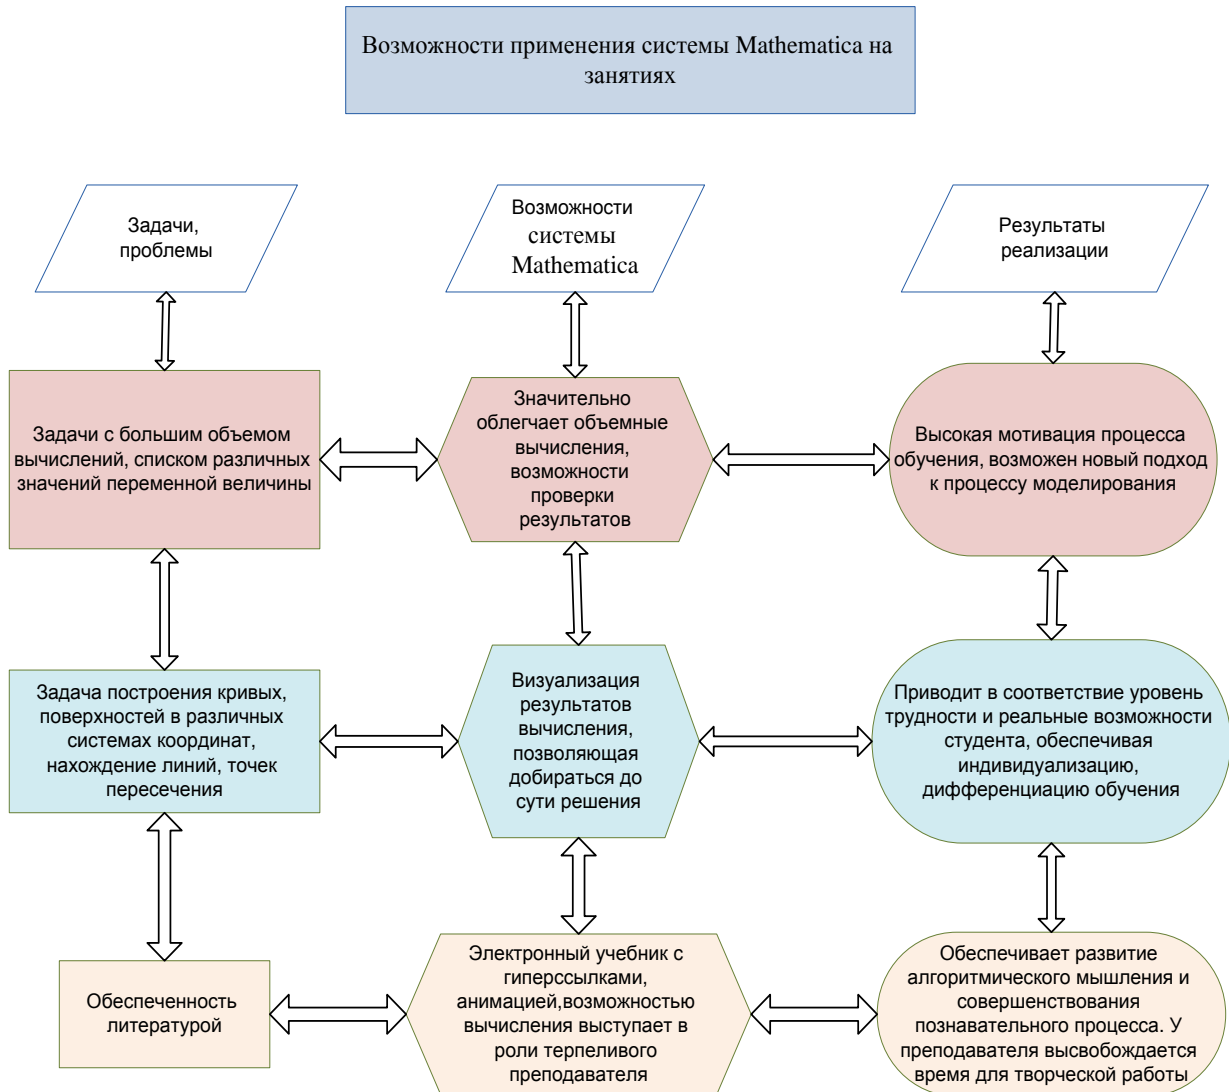 Возможности применения системы Mathematica на
занятиях
Задачи,
проблемы
Возможности
системы
Mathematica
Результаты
реализации
Задачи с большим объемом
вычислений, списком различных
значений переменной величины
Значительно
облегчает объемные
вычисления,
возможности
проверки
результатов
Высокая мотивация процесса
обучения, возможен новый подход
к процессу моделирования
Задача построения кривых,
поверхностей в различных
системах координат,
нахождение линий, точек
пересечения
Визуализация
результатов
вычисления,
позволяющая
добираться до
сути решения
Приводит в соответствие уровень
трудности и реальные возможности
студента, обеспечивая
индивидуализацию,
дифференциацию обучения
Обеспеченность
литературой
Электронный учебник с
гиперссылками,
анимацией,возможностью
вычисления выступает в
роли терпеливого
преподавателя
Обеспечивает развитие
алгоритмического мышления и
совершенствования
познавательного процесса. У
преподавателя высвобождается
время для творческой работы